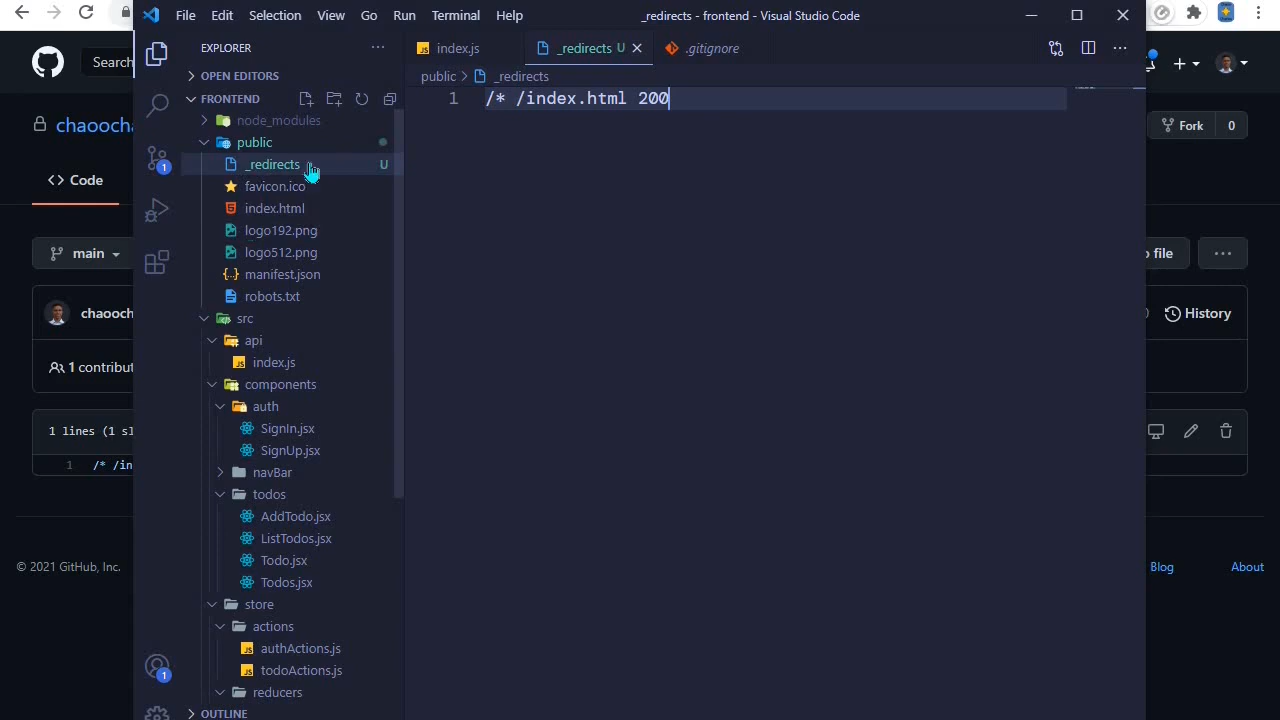 File Edit Selection View Go Run Terminal Help
_redirects - frontend - Visual Studio Code
Search
chaoocha
Code
main
chaoocha
1 contribut
1 lines (1 sl
1 /* /in
© 2021 GitHub, Inc.
EXPLORER
OPEN EDITORS
FRONTEND
node_modules
public
_redirects U
favicon.ico
index.html
logo192.png
logo512.png
manifest.json
robots.txt
src
api
index.js
components
auth
SignIn.jsx
SignUp.jsx
navBar
todos
AddTodo.jsx
ListTodos.jsx
Todo.jsx
Todos.jsx
store
actions
authActions.js
todoActions.js
reducers
OUTLINE
1
1
index.js
_redirects U
.gitignore
public > _redirects
1 /* /index.html 200
Fork 0
o file
History
Blog About